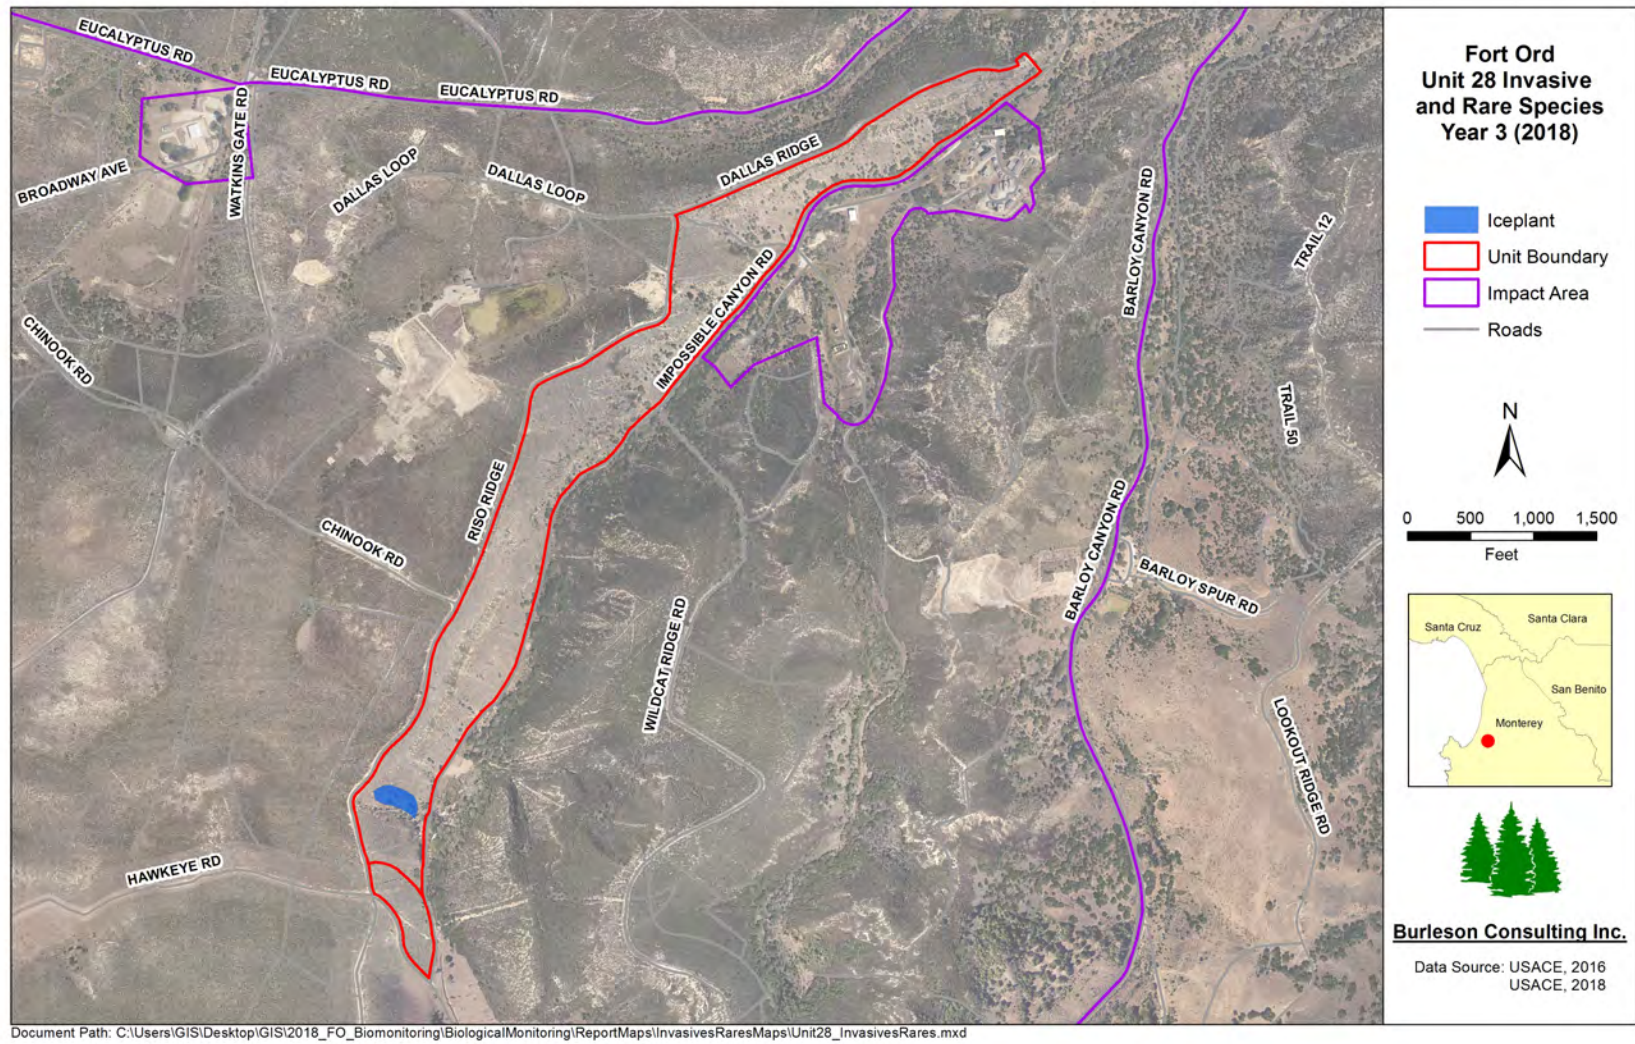 EUCALYPTUS RD
EUCALYPTUS RD
EUCALYPTUS RD
WATKINS GATE RD
BROADWAY AVE
DALLAS LOOP
DALLAS LOOP
DALLAS RIDGE
IMPOSSIBLE CANYON RD
BARLOY CANYON RD
TRAIL 12
CHINOOK RD
TRAIL 50
RISO RIDGE
CHINOOK RD
BARLOY CANYON RD
BARLOY SPUR RD
WILDCAT RIDGE RD
LOOKOUT RIDGE RD
HAWKEYE RD
Fort Ord
Unit 28 Invasive
and Rare Species
Year 3 (2018)
Iceplant
Unit Boundary
Impact Area
Roads
N
0 500 1,000 1,500
Feet
Santa Cruz
Santa Clara
San Benito
Monterey
Burleson Consulting Inc.
Data Source: USACE, 2016
USACE, 2018
Document Path: C:\Users\GIS\Desktop\GIS\2018_FO_Biomonitoring\BiologicalMonitoring\ReportMaps\InvasivesRaresMaps\Unit28_InvasivesRares.mxd